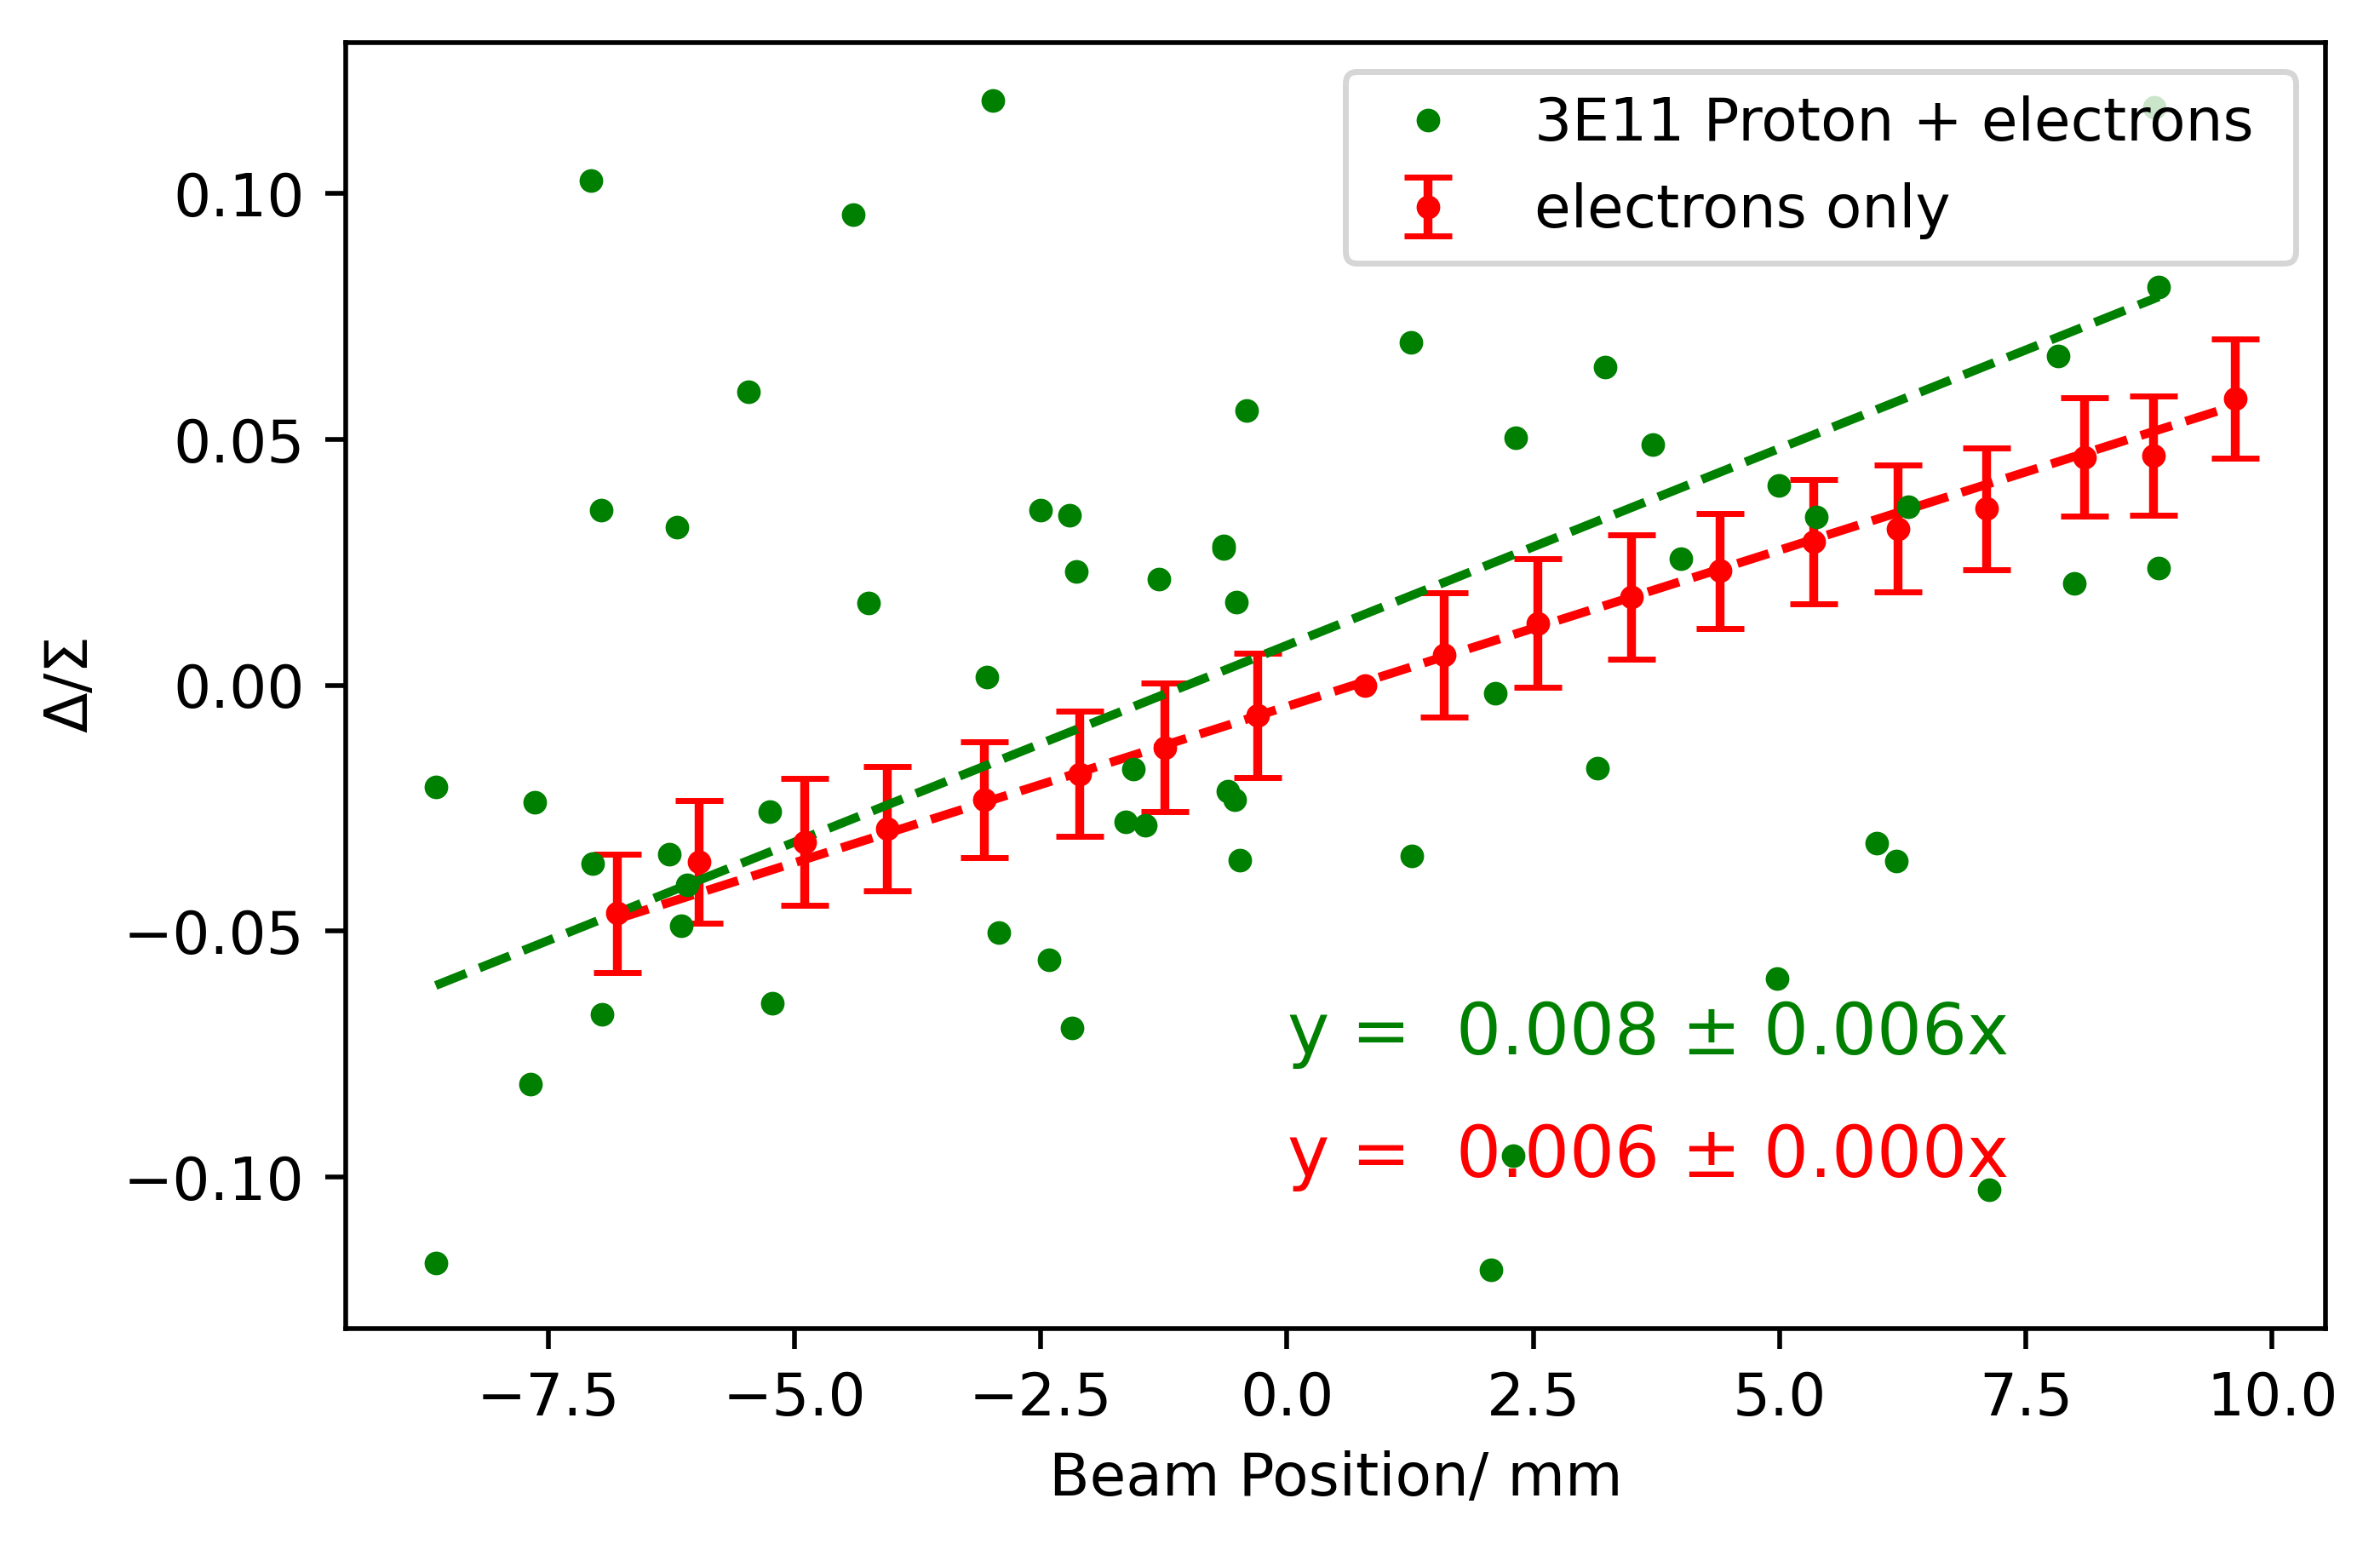 3E11 Proton + electrons
electrons only
0.10
0.05
0.00
−0.05
−0.10
Δ/Σ
y = 0.008 ± 0.006x
y = 0.006 ± 0.000x
−7.5 −5.0 −2.5 0.0 2.5 5.0 7.5 10.0
Beam Position/ mm